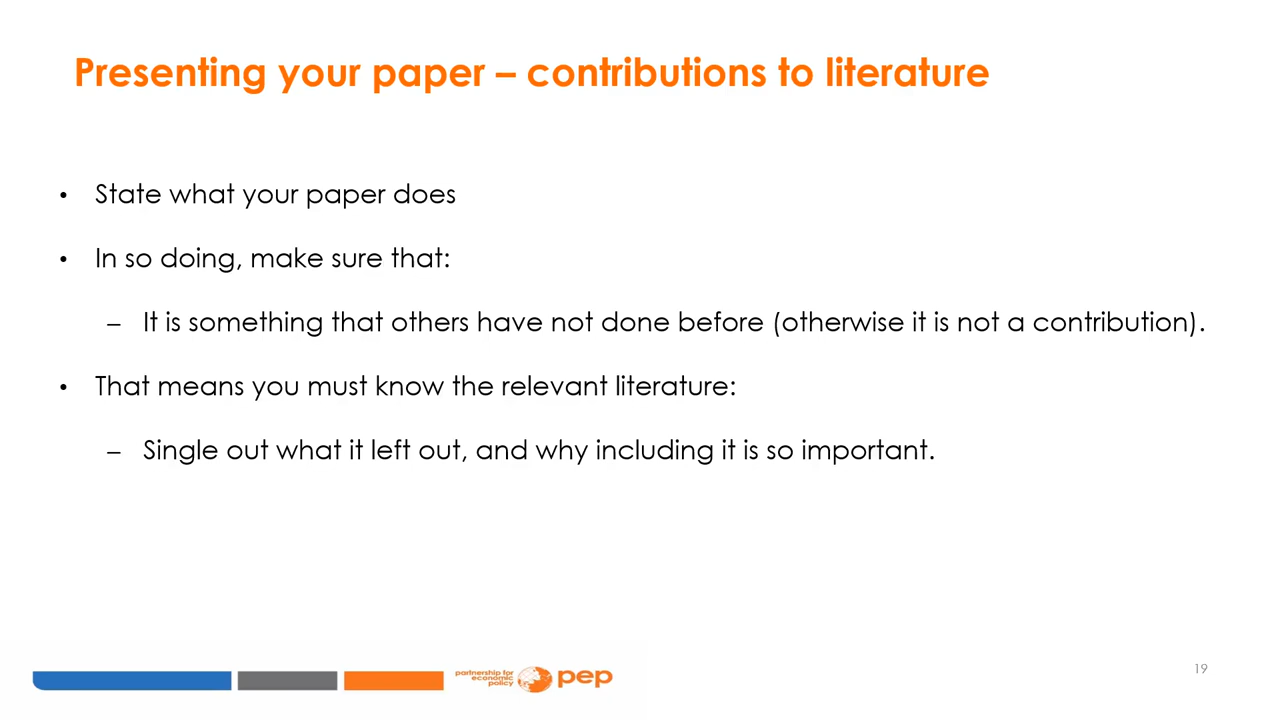 Presenting your paper – contributions to literature
• State what your paper does
• In so doing, make sure that:
– It is something that others have not done before (otherwise it is not a contribution).
• That means you must know the relevant literature:
– Single out what it left out, and why including it is so important.
partnership for
economic
policy
pep
19